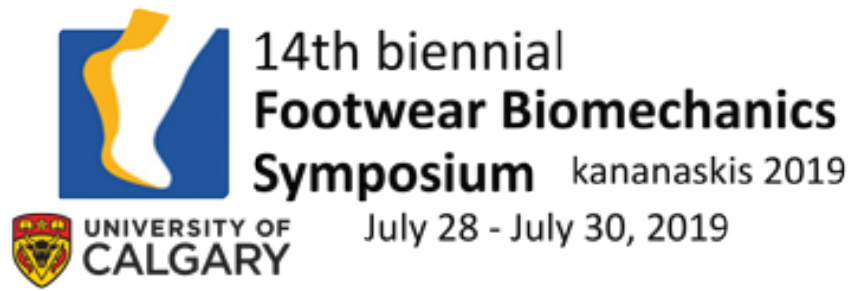 14th biennial
Footwear Biomechanics
Symposium kananaskis 2019
July 28 - July 30, 2019
UNIVERSITY OF
CALGARY